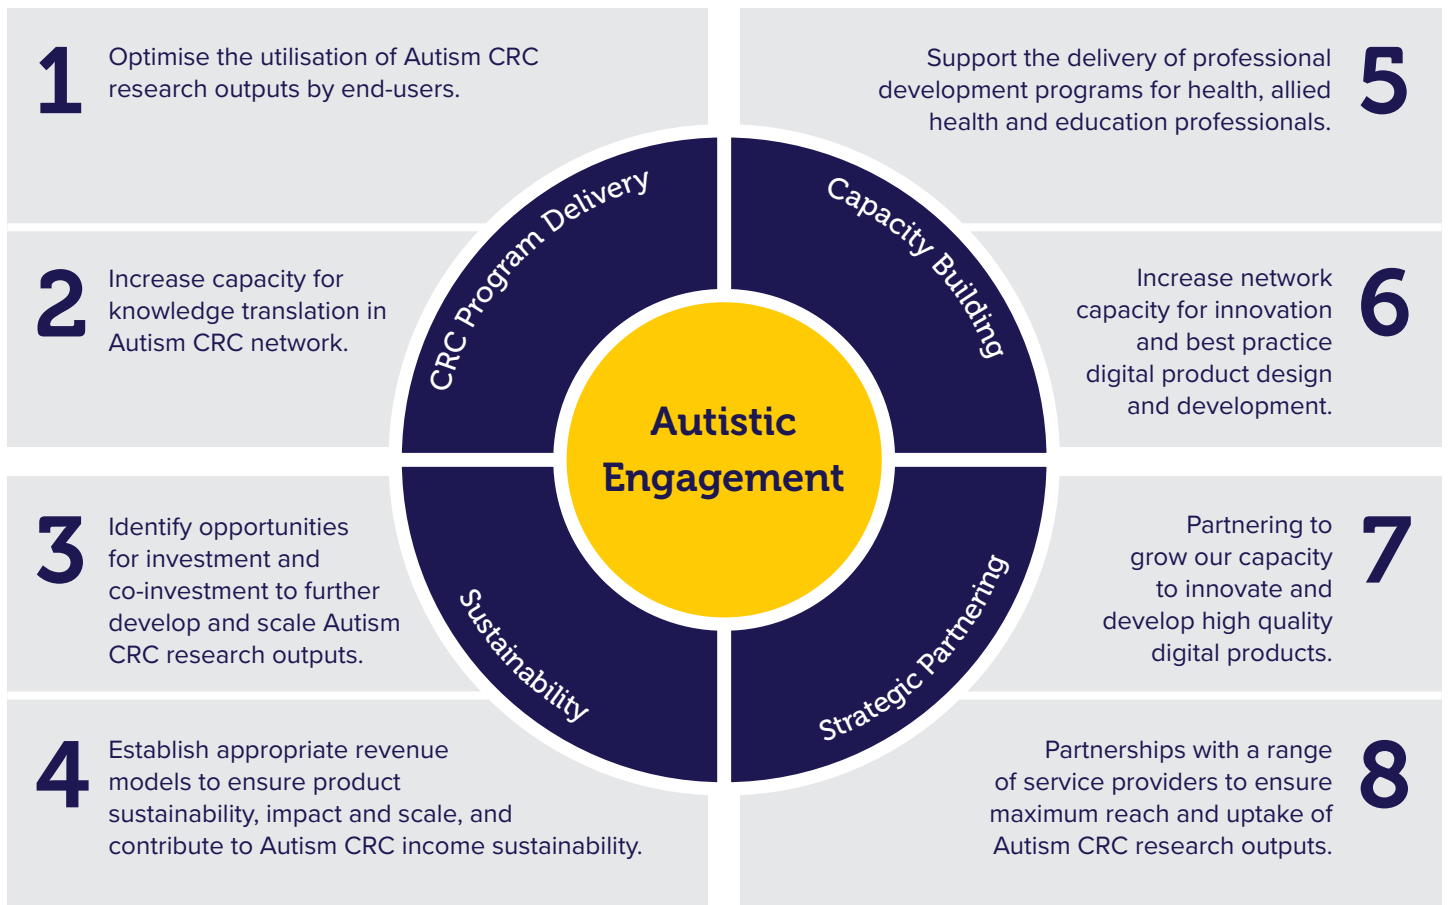 1
Optimise the utilisation of Autism CRC
research outputs by end-users.
2
Increase capacity for
knowledge translation in
Autism CRC network.
3
Identify opportunities
for investment and
co-investment to further
develop and scale Autism
CRC research outputs.
4
Establish appropriate revenue
models to ensure product
sustainability, impact and scale, and
contribute to Autism CRC income sustainability.
CRC Program Delivery
Capacity Building
Autistic
Engagement
Sustainability
Strategic Partnering
5
Support the delivery of professional
development programs for health, allied
health and education professionals.
6
Increase network
capacity for innovation
and best practice
digital product design
and development.
7
Partnering to
grow our capacity
to innovate and
develop high quality
digital products.
8
Partnerships with a range
of service providers to ensure
maximum reach and uptake of
Autism CRC research outputs.